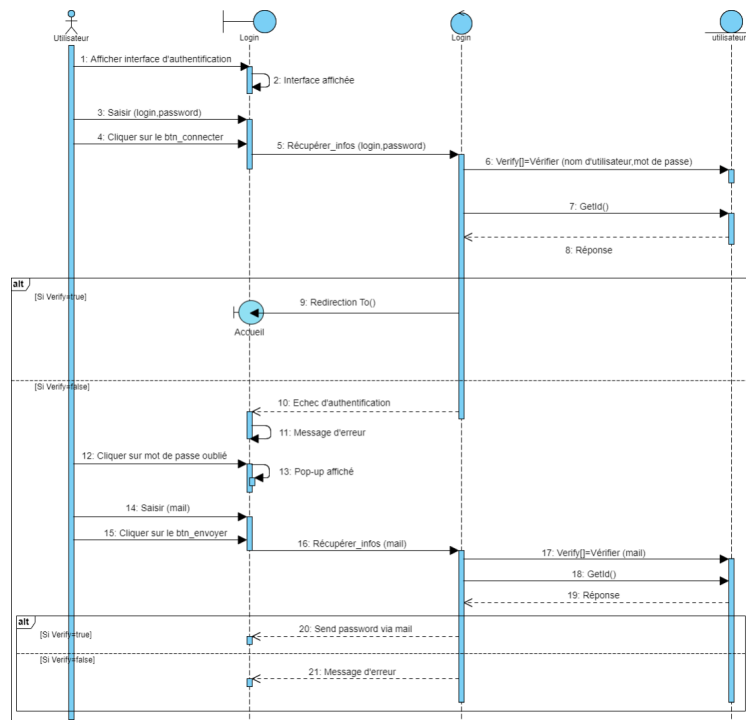 Utilisateur
Login
Login
utilisateur
1: Afficher interface d'authentification
2: Interface affichée
3: Saisir (login,password)
4: Cliquer sur le btn_connecter
5: Récupérer_infos (login,password)
6: Verify[]=Vérifier (nom d'utilisateur,mot de passe)
7: GetId()
8: Réponse
alt
[Si Verify=true]
9: Redirection To()
Accueil
[Si Verify=false]
10: Echec d'authentification
11: Message d'erreur
12: Cliquer sur mot de passe oublié
13: Pop-up affiché
14: Saisir (mail)
15: Cliquer sur le btn_envoyer
16: Récupérer_infos (mail)
17: Verify[]=Vérifier (mail)
18: GetId()
19: Réponse
alt
[Si Verify=true]
20: Send password via mail
[Si Verify=false]
21: Message d'erreur